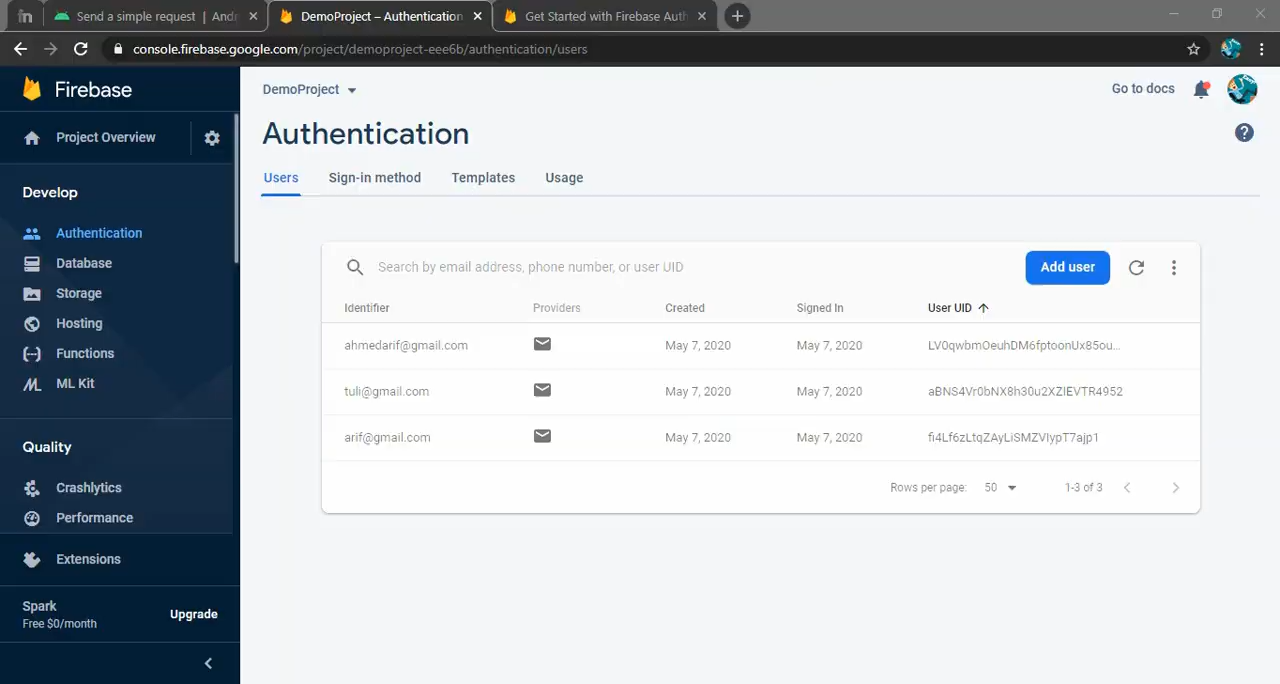 Send a simple request | Andr
DemoProject – Authentication
Get Started with Firebase Auth
console.firebase.google.com/project/demoproject-eee6b/authentication/users
Firebase
Project Overview
Develop
Authentication
Database
Storage
Hosting
Functions
ML Kit
Quality
Crashlytics
Performance
Extensions
Spark
Free $0/month
Upgrade
DemoProject
Go to docs
Authentication
Users Sign-in method Templates Usage
Search by email address, phone number, or user UID
Add user
Identifier Providers Created Signed In User UID
ahmedarif@gmail.com May 7, 2020 May 7, 2020 LV0qwbmOeuhDM6fptoonUx85ou...
tuli@gmail.com May 7, 2020 May 7, 2020 aBNS4Vr0bNX8h30u2XZlEVTR4952
arif@gmail.com May 7, 2020 May 7, 2020 fi4Lf6zLtqZAyLiSMZVIypT7ajp1
Rows per page: 50 1-3 of 3